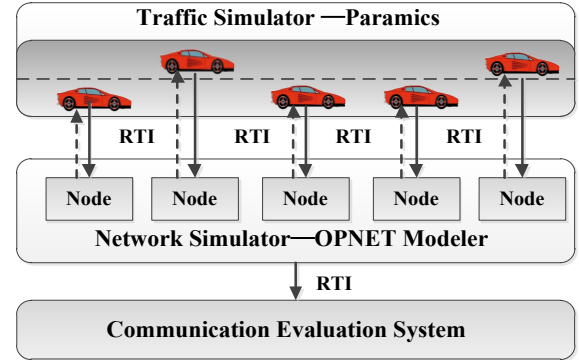 Traffic Simulator —Paramics
RTI RTI RTI RTI
Node Node Node Node Node
Network Simulator—OPNET Modeler
RTI
Communication Evaluation System